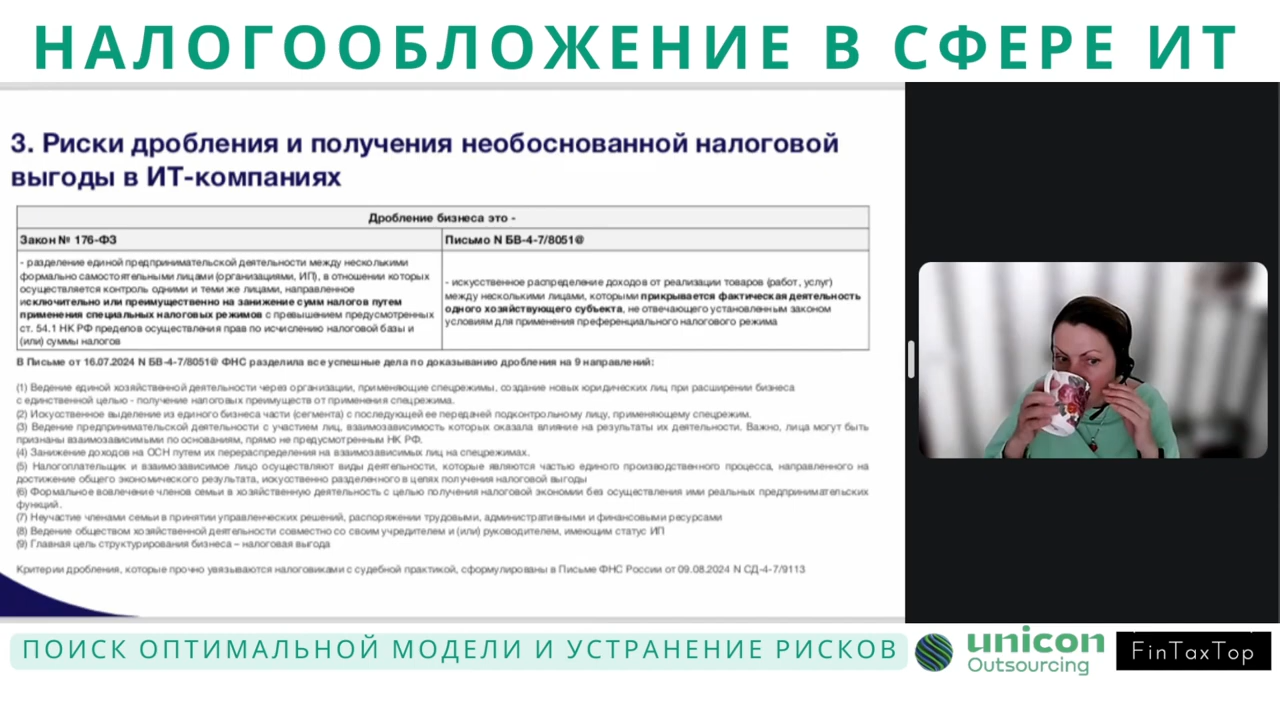 НАЛОГООБЛОЖЕНИЕ В СФЕРЕ ИТ
3. Риски дробления и получения необоснованной налоговой
выгоды в ИТ-компаниях
Дробление бизнеса это -
Закон № 176-ФЗ
Письмо N БВ-4-7/8051@
- разделение единой предпринимательской деятельности между несколькими
формально самостоятельными лицами (организациями, ИП), в отношении которых
осуществляется контроль одними и теми же лицами, направленное
исключительно или преимущественно на занижение сумм налогов путем
применения специальных налоговых режимов с превышением предусмотренных
ст. 54.1 НК РФ пределов осуществления прав по исчислению налоговой базы и
(или) суммы налогов
- искусственное распределение доходов от реализации товаров (работ, услуг)
между несколькими лицами, которыми прикрывается фактическая деятельность
одного хозяйствующего субъекта, не отвечающего установленным законом
условиям для применения преференциального налогового режима
В Письме от 16.07.2024 N БВ-4-7/8051@ ФНС разделила все успешные дела по доказыванию дробления на 9 направлений:
(1) Ведение единой хозяйственной деятельности через организации, применяющие спецрежимы, создание новых юридических лиц при расширении бизнеса
с единственной целью - получение налоговых преимуществ от применения спецрежима.
(2) Искусственное выделение из единого бизнеса части (сегмента) с последующей ее передачей подконтрольному лицу, применяющему спецрежим.
(3) Ведение предпринимательской деятельности с участием лиц, взаимозависимость которых оказала влияние на результаты их деятельности. Важно, лица могут быть
признаны взаимозависимыми по основаниям, прямо не предусмотренным НК РФ.
(4) Занижение доходов на ОСН путем их перераспределения на взаимозависимых лиц на спецрежимах.
(5) Налогоплательщик и взаимозависимое лицо осуществляют виды деятельности, которые являются частью единого производственного процесса, направленного на
достижение общего экономического результата, искусственно разделенного в целях получения налоговой выгоды
(6) Формальное вовлечение членов семьи в хозяйственную деятельность с целью получения налоговой экономии без осуществления ими реальных предпринимательских
функций.
(7) Неучастие членами семьи в принятии управленческих решений, распоряжении трудовыми, административными и финансовыми ресурсами
(8) Ведение обществом хозяйственной деятельности совместно со своим учредителем и (или) руководителем, имеющим статус ИП
(9) Главная цель структурирования бизнеса – налоговая выгода
Критерии дробления, которые прочно увязываются налоговиками с судебной практикой, сформулированы в Письме ФНС России от 09.08.2024 N СД-4-7/9113
ПОИСК ОПТИМАЛЬНОЙ МОДЕЛИ И УСТРАНЕНИЕ РИСКОВ
unicon
Outsourcing
FinTaxTop